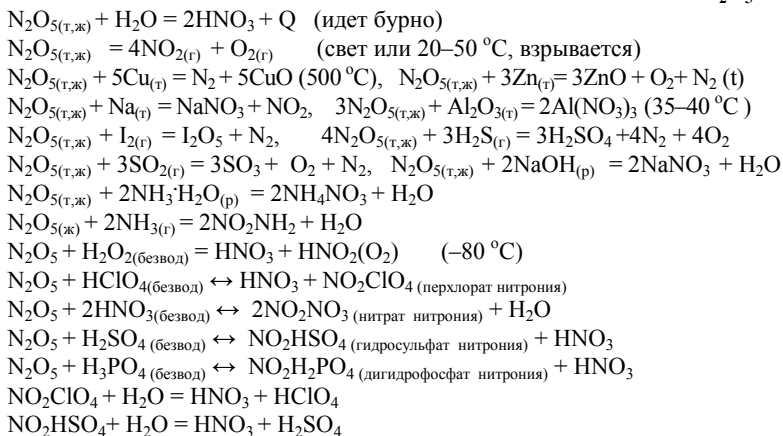 N₂O₅₍т,ж₎ + H₂O = 2HNO₃ + Q (идет бурно)
N₂O₅₍т,ж₎ = 4NO₂₍г₎ + O₂₍г₎ (свет или 20–50 °C, взрывается)
N₂O₅₍т,ж₎ + 5Cu₍т₎ = N₂ + 5CuO (500 °C), N₂O₅₍т,ж₎ + 3Zn₍т₎= 3ZnO + O₂+ N₂ (t)
N₂O₅₍т,ж₎ + Na₍т₎ = NaNO₃ + NO₂, 3N₂O₅₍т,ж₎ + Al₂O₃₍т₎ = 2Al(NO₃)₃ (35–40 °C )
N₂O₅₍т,ж₎ + I₂₍г₎ = I₂O₅ + N₂, 4N₂O₅₍т,ж₎ + 3H₂S₍г₎ = 3H₂SO₄ +4N₂ + 4O₂
N₂O₅₍т,ж₎ + 3SO₂₍г₎ = 3SO₃ + O₂ + N₂, N₂O₅₍т,ж₎ + 2NaOH₍р₎ = 2NaNO₃ + H₂O
N₂O₅₍т,ж₎ + 2NH₃·H₂O₍р₎ = 2NH₄NO₃ + H₂O
N₂O₅₍ж₎ + 2NH₃₍г₎ = 2NO₂NH₂ + H₂O
N₂O₅ + H₂O₂₍безвод₎ = HNO₃ + HNO₂(O₂) (–80 °C)
N₂O₅ + HClO₄₍безвод₎ ↔ HNO₃ + NO₂ClO₄ (перхлорат нитрония)
N₂O₅ + 2HNO₃₍безвод₎ ↔ 2NO₂NO₃ (нитрат нитрония) + H₂O
N₂O₅ + H₂SO₄ (безвод) ↔ NO₂HSO₄ (гидросульфат нитрония) + HNO₃
N₂O₅ + H₃PO₄ (безвод) ↔ NO₂H₂PO₄ (дигидрофосфат нитрония) + HNO₃
NO₂ClO₄ + H₂O = HNO₃ + HClO₄
NO₂HSO₄+ H₂O = HNO₃ + H₂SO₄